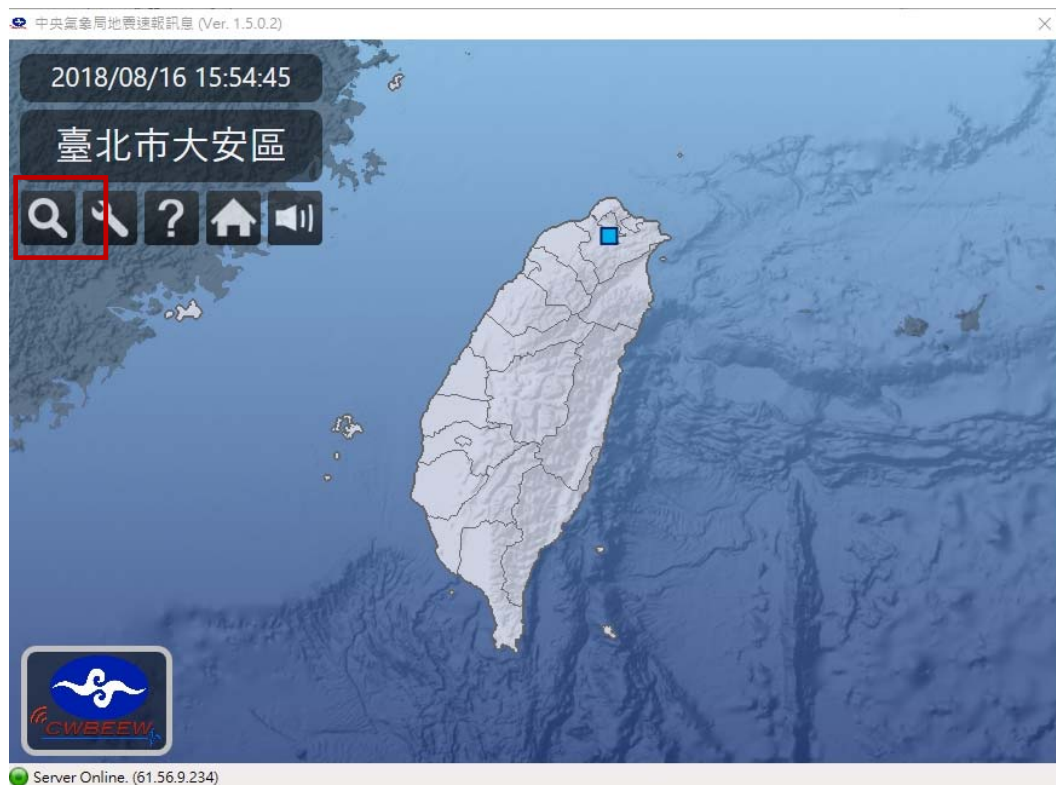 中央氣象局地震速報訊息 (Ver. 1.5.0.2)
2018/08/16 15:54:45
臺北市大安區
?
CWBEEW
Server Online. (61.56.9.234)